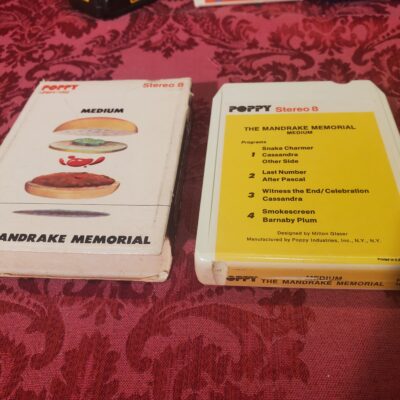 POPPY
Stereo 8
MEDIUM
MANDRAKE MEMORIAL
POPPY Stereo 8
THE MANDRAKE MEMORIAL
MEDIUM
Programs
1 Snake Charmer
Cassandra
Other Side
2 Last Number
After Pascal
3 Witness the End/Celebration
Cassandra
4 Smokescreen
Barnaby Plum
Designed by Milton Glaser
Manufactured by Poppy Industries, Inc., N.Y., N.Y.
POPPY
MEDIUM
THE MANDRAKE MEMORIAL